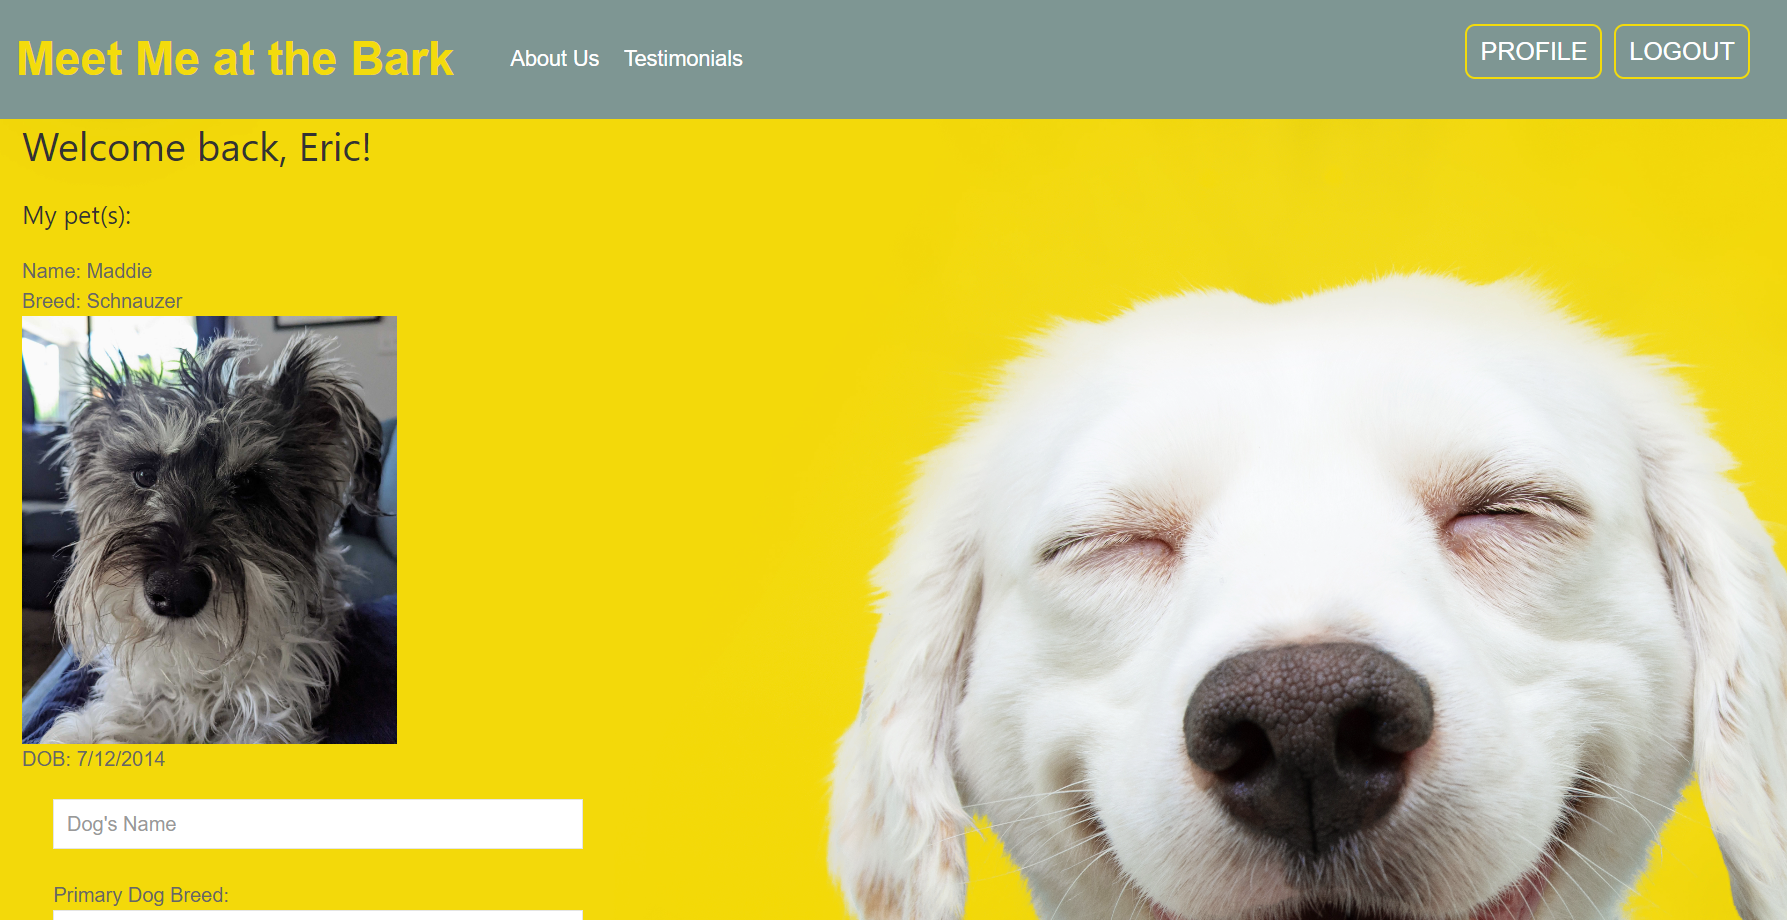 Meet Me at the Bark
About Us
Testimonials
PROFILE
LOGOUT
Welcome back, Eric!
My pet(s):
Name: Maddie
Breed: Schnauzer
DOB: 7/12/2014
Dog's Name
Primary Dog Breed: